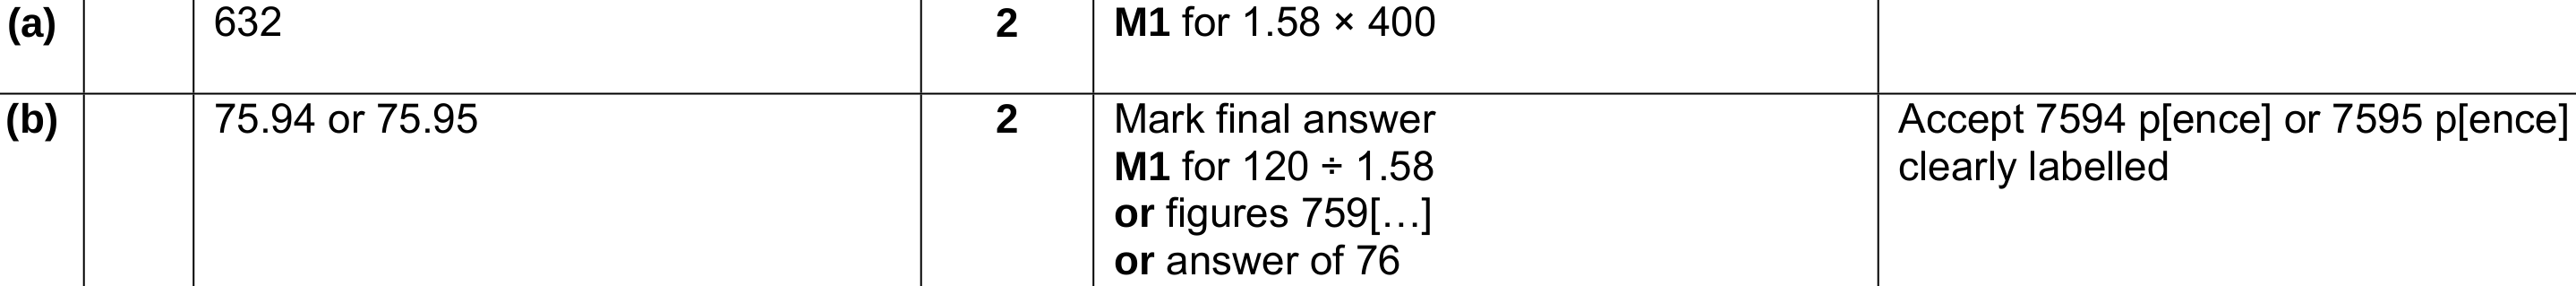 (a) 632 2 M1 for 1.58 × 400
(b) 75.94 or 75.95 2 Mark final answer Accept 7594 p[ence] or 7595 p[ence]
M1 for 120 ÷ 1.58 clearly labelled
or figures 759[…]
or answer of 76